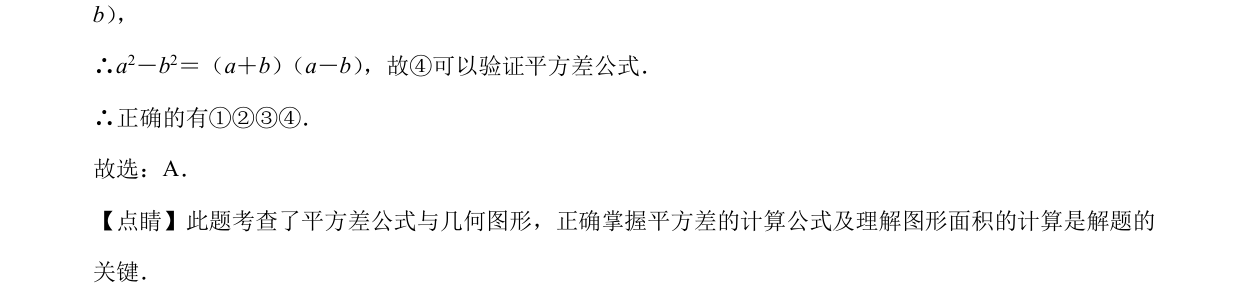 b），
∴a²－b²＝（a＋b）（a－b），故④可以验证平方差公式．
∴正确的有①②③④．
故选：A．
【点睛】此题考查了平方差公式与几何图形，正确掌握平方差的计算公式及理解图形面积的计算是解题的
关键．